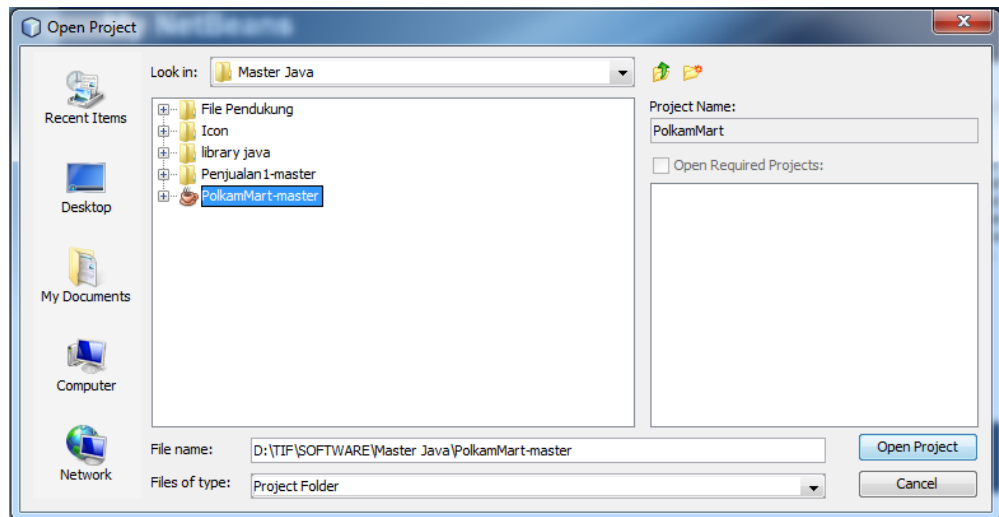 Open Project
NetBeans
Look in: Master Java
Recent Items
Desktop
My Documents
Computer
Network
File Pendukung
Icon
library java
Penjualan1-master
PolkamMart-master
Project Name:
PolkamMart
Open Required Projects:
File name: D:\TIF\SOFTWARE\Master Java\PolkamMart-master
Files of type: Project Folder
Open Project
Cancel